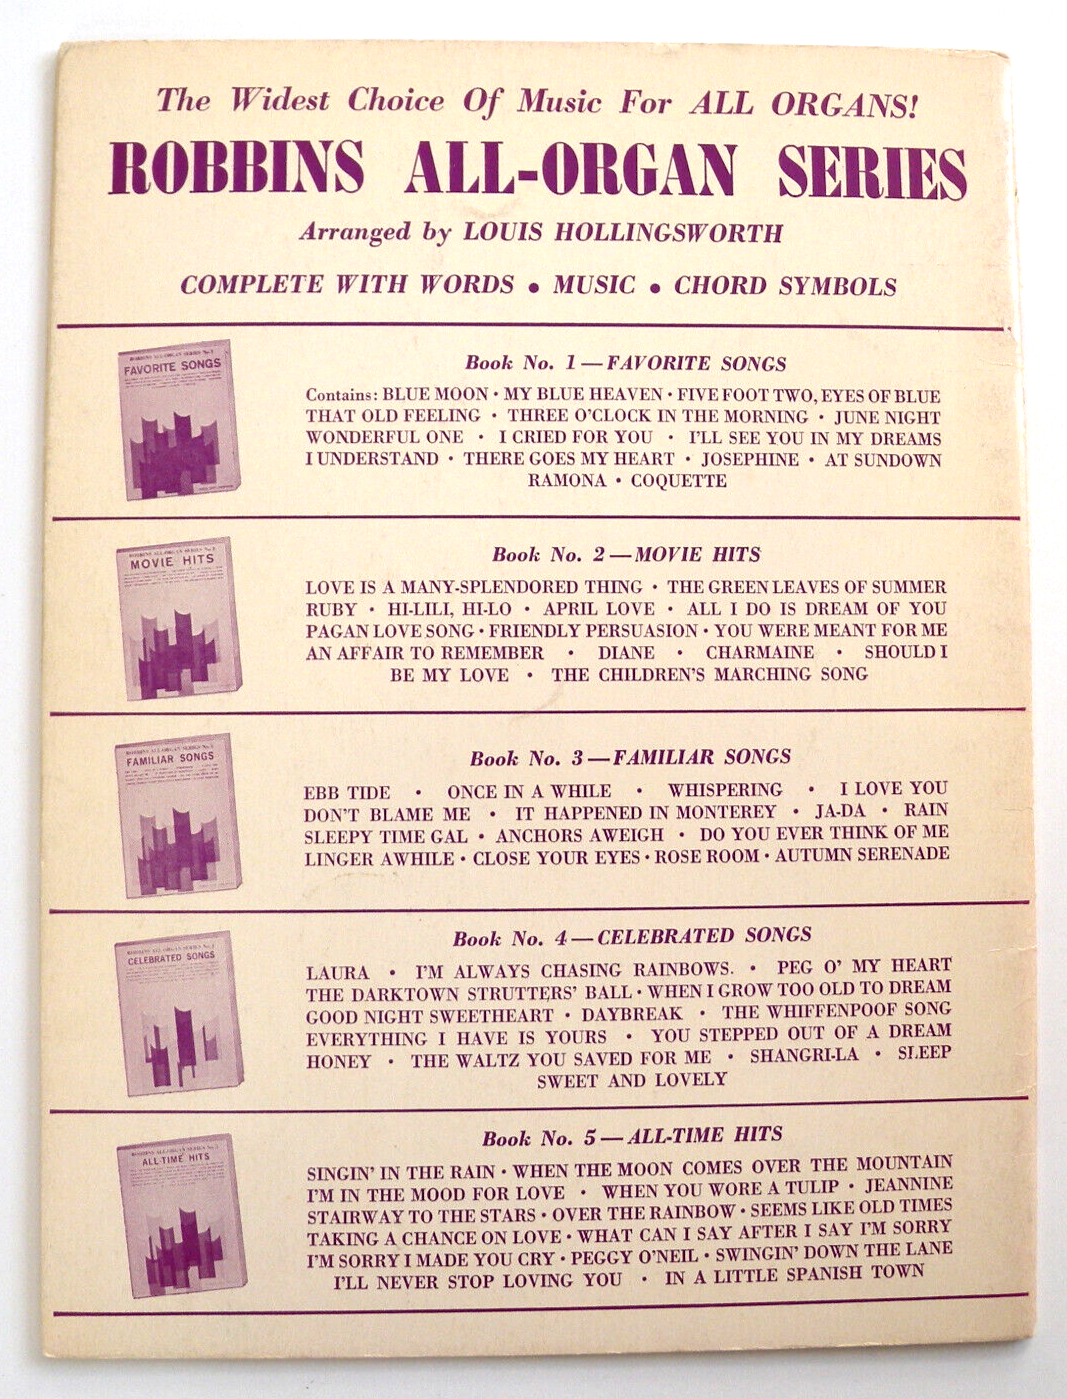 The Widest Choice Of Music For ALL ORGANS!
ROBBINS ALL-ORGAN SERIES
Arranged by LOUIS HOLLINGSWORTH
COMPLETE WITH WORDS • MUSIC • CHORD SYMBOLS
FAVORITE SONGS
Book No. 1—FAVORITE SONGS
Contains: BLUE MOON • MY BLUE HEAVEN • FIVE FOOT TWO, EYES OF BLUE
THAT OLD FEELING • THREE O'CLOCK IN THE MORNING • JUNE NIGHT
WONDERFUL ONE • I CRIED FOR YOU • I'LL SEE YOU IN MY DREAMS
I UNDERSTAND • THERE GOES MY HEART • JOSEPHINE • AT SUNDOWN
RAMONA • COQUETTE
MOVIE HITS
Book No. 2—MOVIE HITS
LOVE IS A MANY-SPLENDORED THING • THE GREEN LEAVES OF SUMMER
RUBY • HI-LILI, HI-LO • APRIL LOVE • ALL I DO IS DREAM OF YOU
PAGAN LOVE SONG • FRIENDLY PERSUASION • YOU WERE MEANT FOR ME
AN AFFAIR TO REMEMBER • DIANE • CHARMAINE • SHOULD I
BE MY LOVE • THE CHILDREN'S MARCHING SONG
FAMILIAR SONGS
Book No. 3—FAMILIAR SONGS
EBB TIDE • ONCE IN A WHILE • WHISPERING • I LOVE YOU
DON'T BLAME ME • IT HAPPENED IN MONTEREY • JA-DA • RAIN
SLEEPY TIME GAL • ANCHORS AWEIGH • DO YOU EVER THINK OF ME
LINGER AWHILE • CLOSE YOUR EYES • ROSE ROOM • AUTUMN SERENADE
CELEBRATED SONGS
Book No. 4—CELEBRATED SONGS
LAURA • I'M ALWAYS CHASING RAINBOWS. • PEG O' MY HEART
THE DARKTOWN STRUTTERS' BALL • WHEN I GROW TOO OLD TO DREAM
GOOD NIGHT SWEETHEART • DAYBREAK • THE WHIFFENPOOF SONG
EVERYTHING I HAVE IS YOURS • YOU STEPPED OUT OF A DREAM
HONEY • THE WALTZ YOU SAVED FOR ME • SHANGRI-LA • SLEEP
SWEET AND LOVELY
ALL-TIME HITS
Book No. 5—ALL-TIME HITS
SINGIN' IN THE RAIN • WHEN THE MOON COMES OVER THE MOUNTAIN
I'M IN THE MOOD FOR LOVE • WHEN YOU WORE A TULIP • JEANNINE
STAIRWAY TO THE STARS • OVER THE RAINBOW • SEEMS LIKE OLD TIMES
TAKING A CHANCE ON LOVE • WHAT CAN I SAY AFTER I SAY I'M SORRY
I'M SORRY I MADE YOU CRY • PEGGY O'NEIL • SWINGIN' DOWN THE LANE
I'LL NEVER STOP LOVING YOU • IN A LITTLE SPANISH TOWN